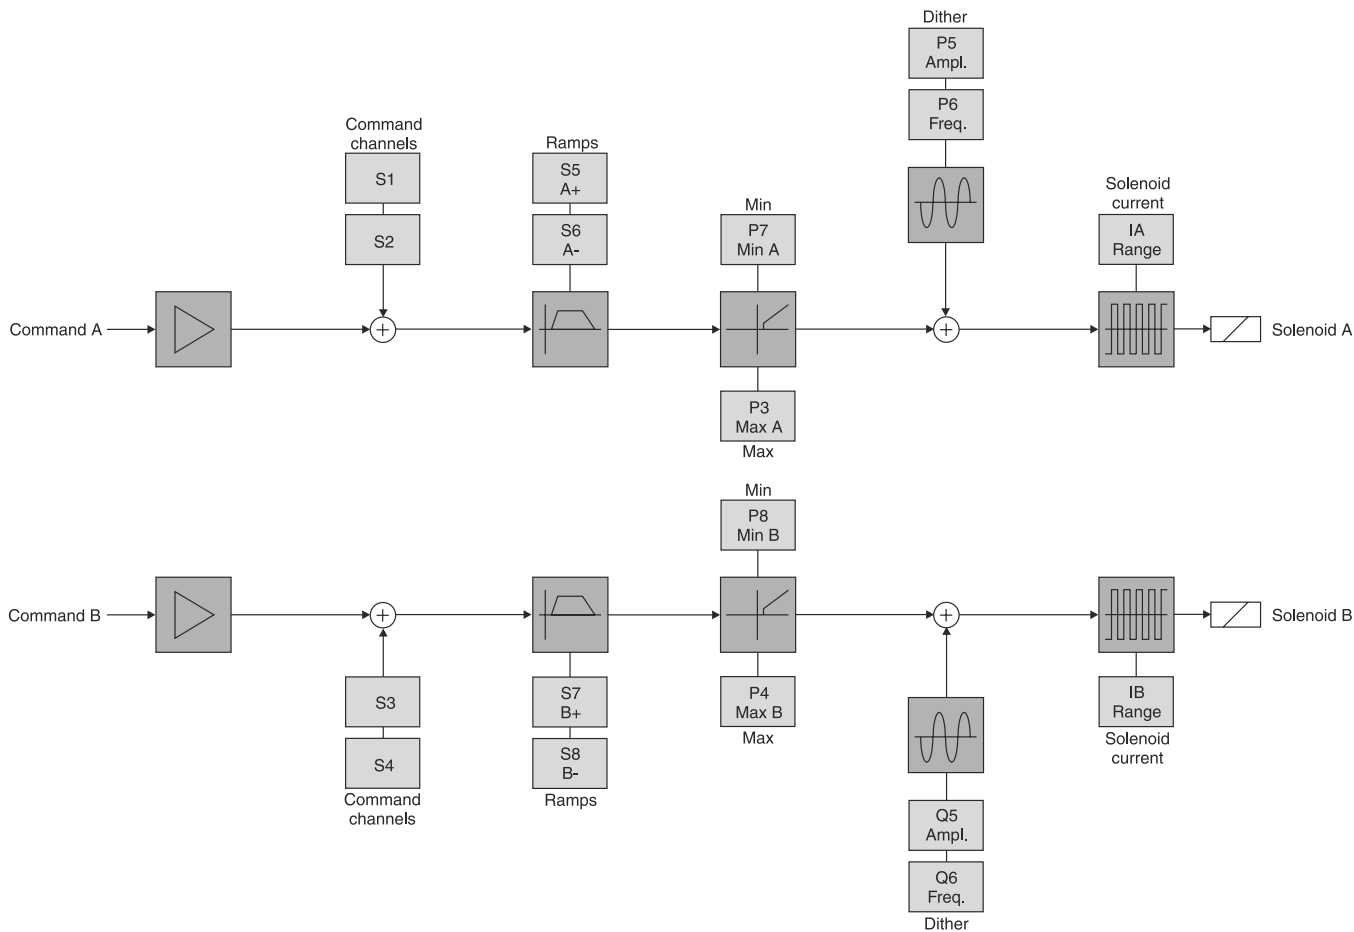 Dither
P5
Ampl.
P6
Freq.
Command
channels
S1
S2
Ramps
S5
A+
S6
A-
Min
P7
Min A
Solenoid
current
IA
Range
Command A
+
+
Solenoid A
P3
Max A
Max
Min
P8
Min B
Command B
+
+
Solenoid B
S3
S4
Command
channels
S7
B+
S8
B-
Ramps
P4
Max B
Max
IB
Range
Solenoid
current
Q5
Ampl.
Q6
Freq.
Dither